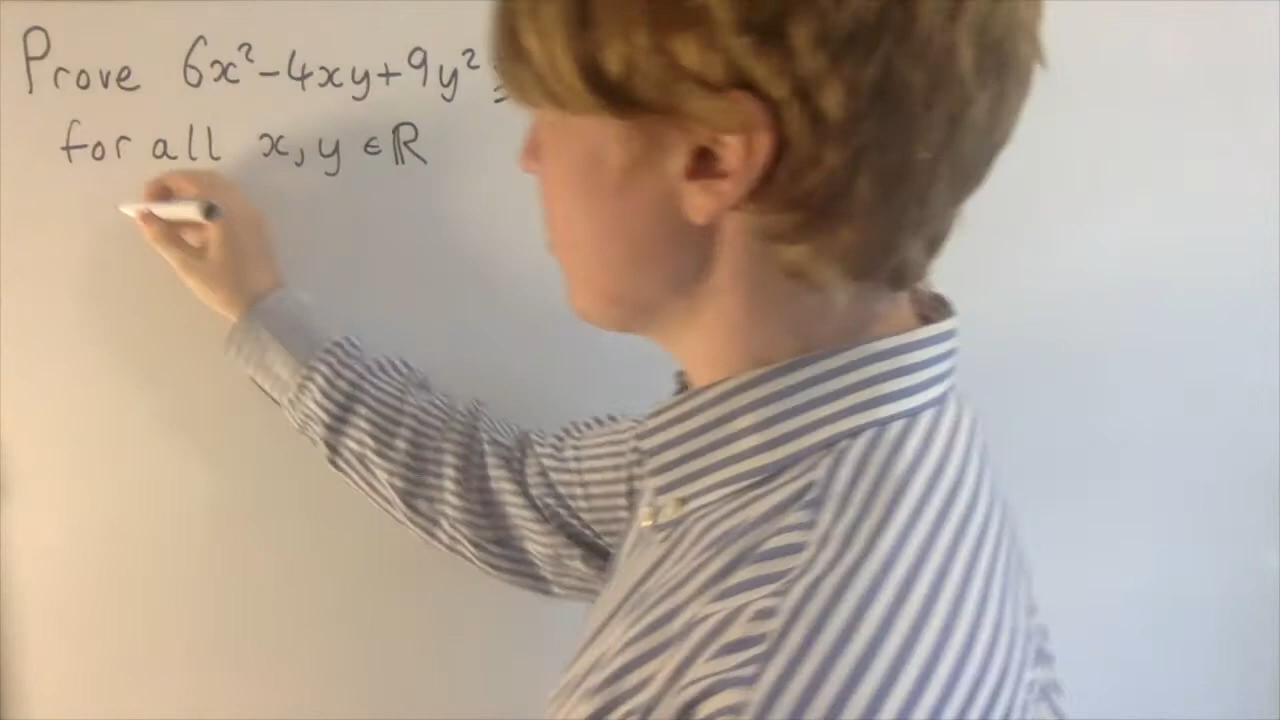 Prove 6x²-4xy+9y²
for all x, y ∈ ℝ